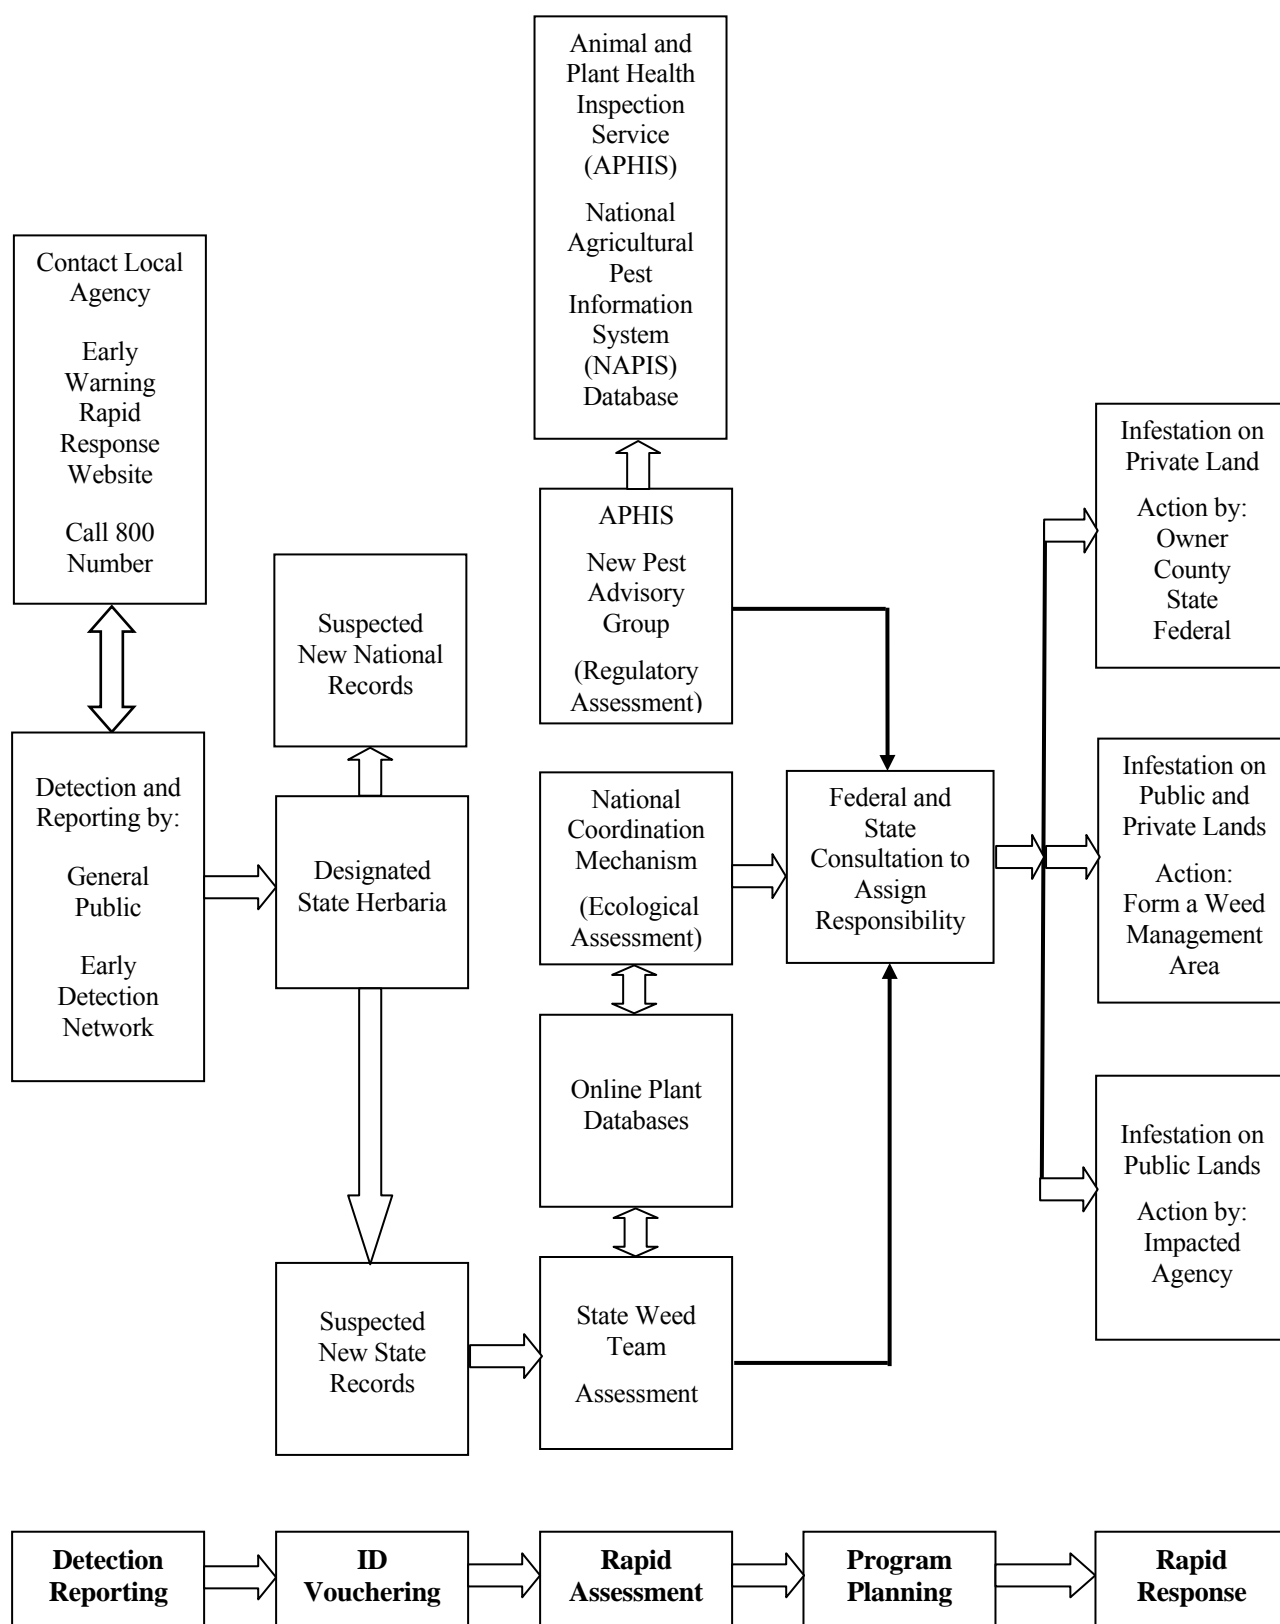 Animal and
Plant Health
Inspection
Service
(APHIS)
National
Agricultural
Pest
Information
System
(NAPIS)
Database
Contact Local
Agency
Early
Warning
Rapid
Response
Website
Call 800
Number
Detection and
Reporting by:
General
Public
Early
Detection
Network
Suspected
New National
Records
Designated
State Herbaria
Suspected
New State
Records
APHIS
New Pest
Advisory
Group
(Regulatory
Assessment)
National
Coordination
Mechanism
(Ecological
Assessment)
Online Plant
Databases
State Weed
Team
Assessment
Federal and
State
Consultation to
Assign
Responsibility
Infestation on
Private Land
Action by:
Owner
County
State
Federal
Infestation on
Public and
Private Lands
Action:
Form a Weed
Management
Area
Infestation on
Public Lands
Action by:
Impacted
Agency
Detection
Reporting
ID
Vouchering
Rapid
Assessment
Program
Planning
Rapid
Response